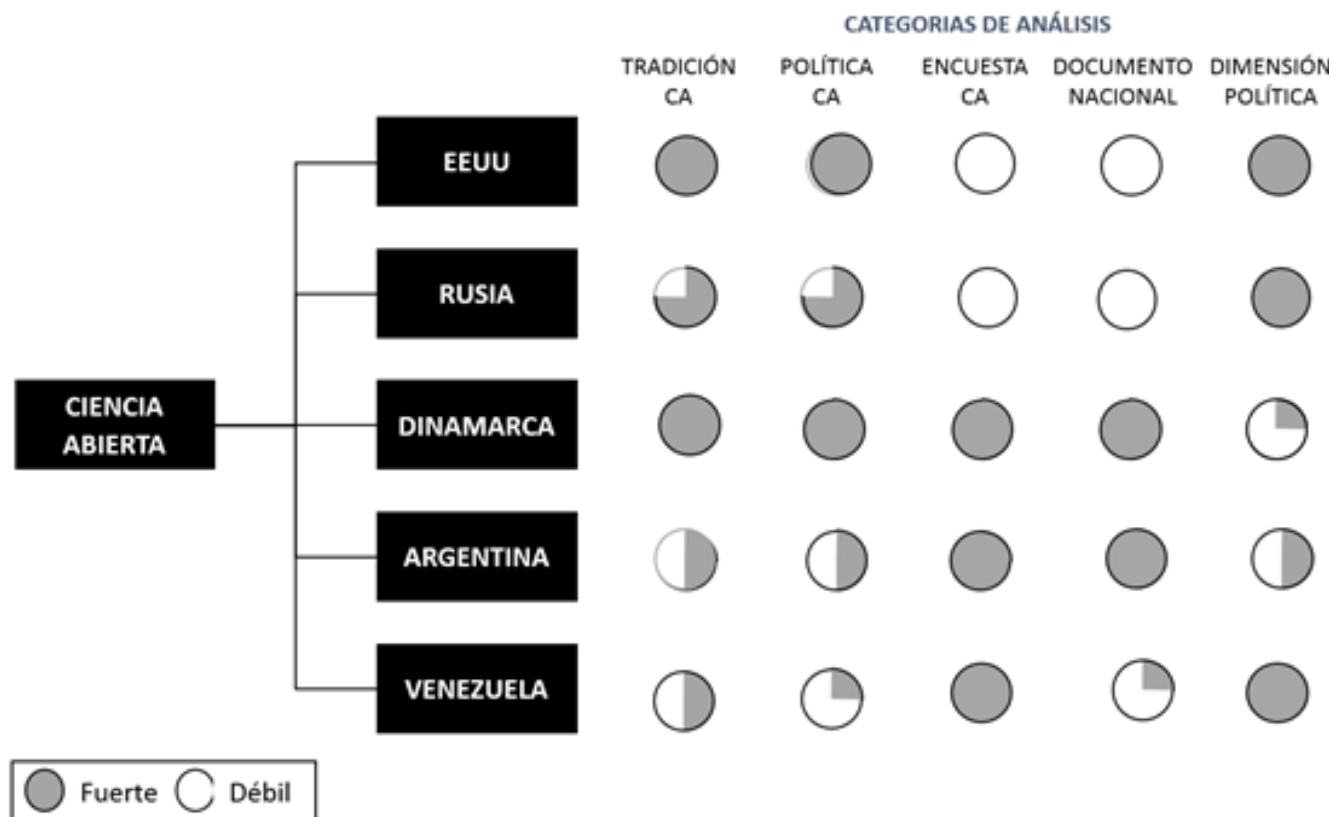 CATEGORIAS DE ANÁLISIS
TRADICIÓN
CA
POLÍTICA
CA
ENCUESTA
CA
DOCUMENTO
NACIONAL
DIMENSIÓN
POLÍTICA
EEUU
RUSIA
CIENCIA
ABIERTA
DINAMARCA
ARGENTINA
VENEZUELA
Fuerte
Débil